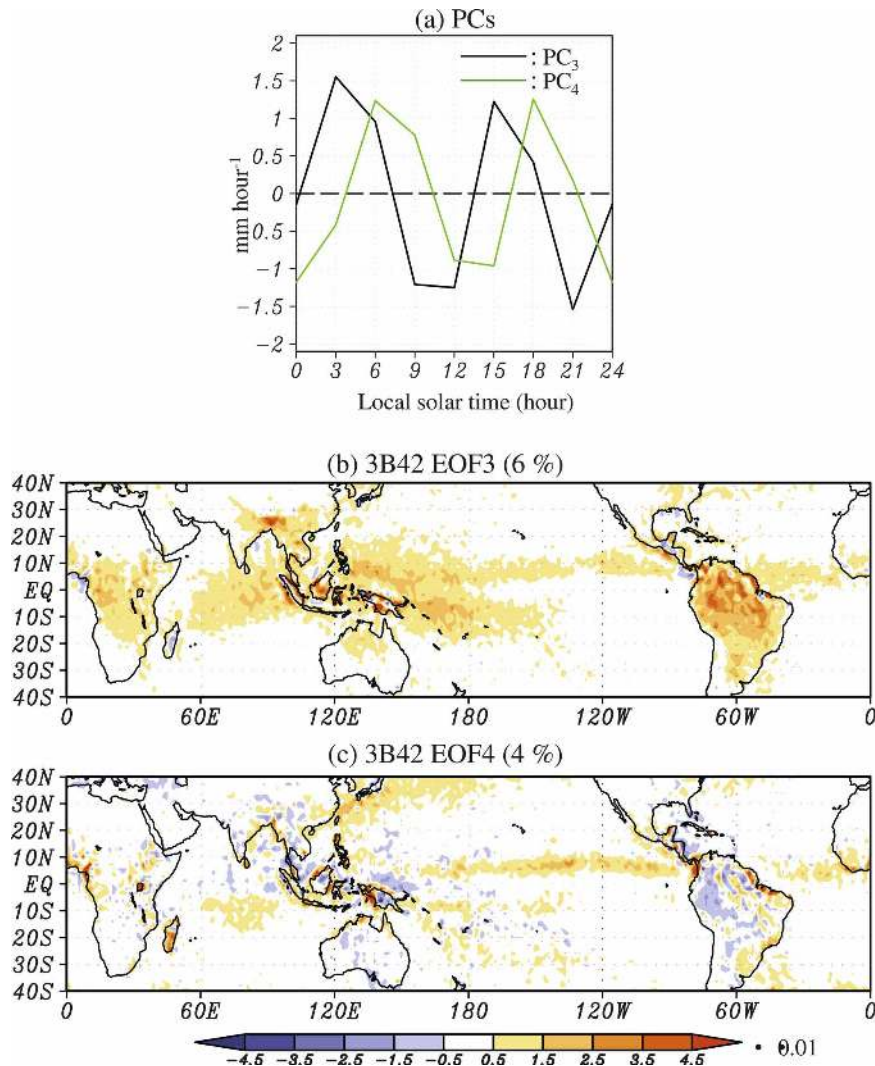 (a) PCs
2
1.5
1
0.5
0
0.5
−1
−1.5
−2
mm hour⁻¹
: PC₃
: PC₄
0 3 6 9 12 15 18 21 24
Local solar time (hour)
(b) 3B42 EOF3 (6 %)
40N
30N
20N
10N
EQ
10S
20S
30S
40S
0 60E 120E 180 120W 60W 0
(c) 3B42 EOF4 (4 %)
40N
30N
20N
10N
EQ
10S
20S
30S
40S
0 60E 120E 180 120W 60W 0
−4.5 −3.5 −2.5 −1.5 −0.5 0.5 1.5 2.5 3.5 4.5
0.01